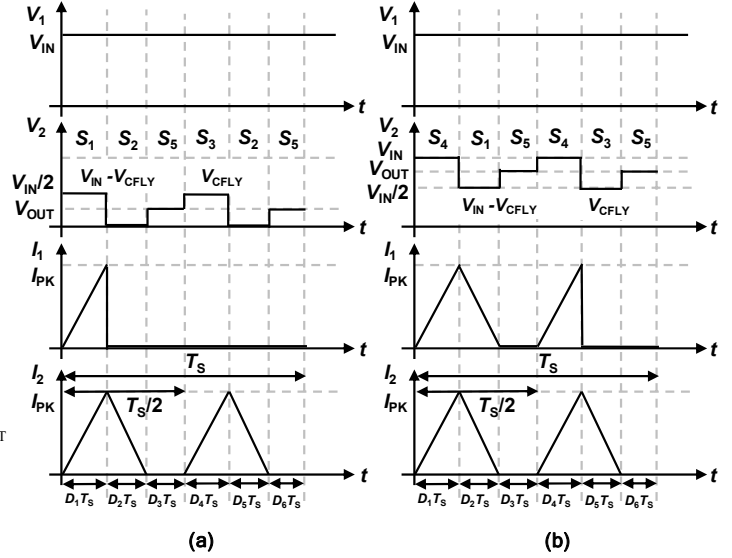 V1
VIN
t
V2
S1 S2 S5 S3 S2 S5
VIN/2
VIN -VCFLY
VCFLY
VOUT
t
I1
IPK
t
TS
I2
IPK
TS/2
t
D1TS D2TS D3TS D4TS D5TS D6TS
(a)
V1
VIN
t
V2
S4 S1 S5 S4 S3 S5
VIN
VOUT
VIN/2
VIN -VCFLY
VCFLY
t
I1
IPK
t
TS
I2
IPK
TS/2
t
D1TS D2TS D3TS D4TS D5TS D6TS
(b)
T